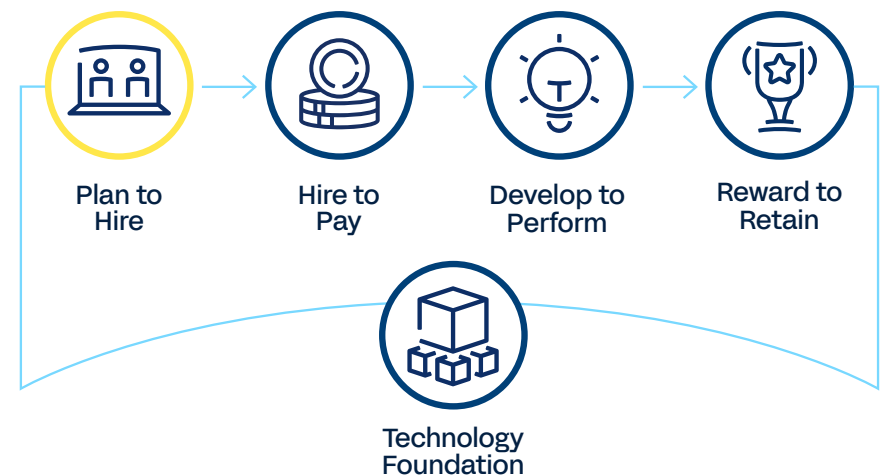 Plan to
Hire
Hire to
Pay
Develop to
Perform
Reward to
Retain
Technology
Foundation